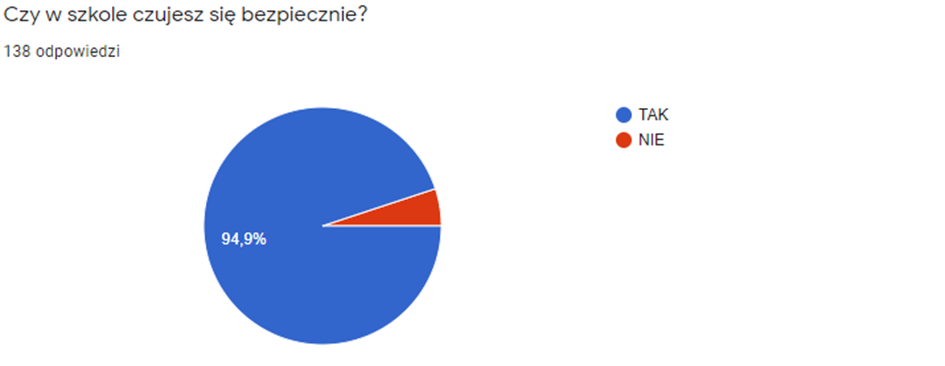 Czy w szkole czujesz się bezpiecznie?
138 odpowiedzi
TAK
NIE
94,9%